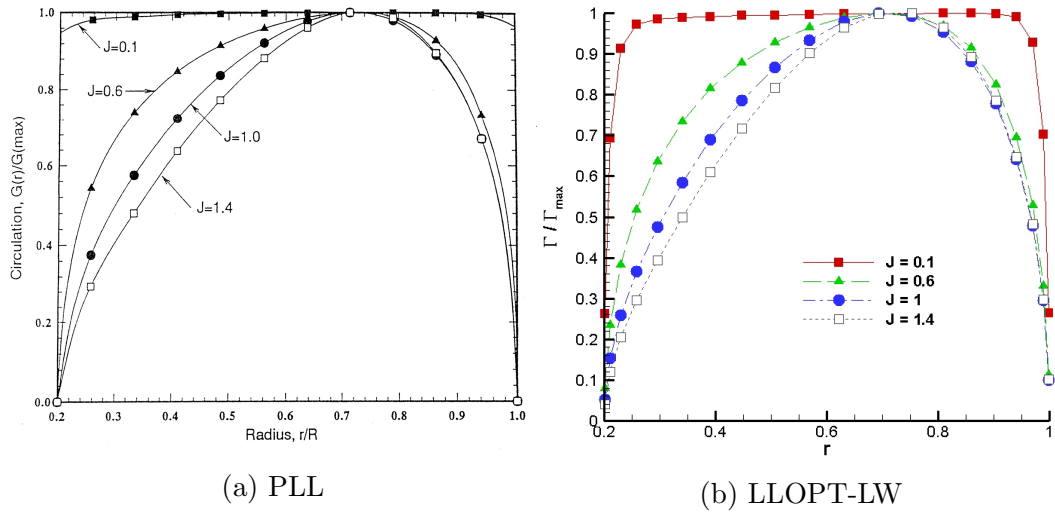 Circulation, G(r)/G(max)
1.0
0.8
0.6
0.4
0.2
0.0
J=0.1
J=0.6
J=1.0
J=1.4
0.2
0.3
0.4
0.5
0.6
0.7
0.8
0.9
1.0
Radius, r/R
(a) PLL
Γ / Γmax
1
0.9
0.8
0.7
0.6
0.5
0.4
0.3
0.2
0.1
0
J = 0.1
J = 0.6
J = 1
J = 1.4
0.2
0.4
0.6
0.8
1
r
(b) LLOPT-LW